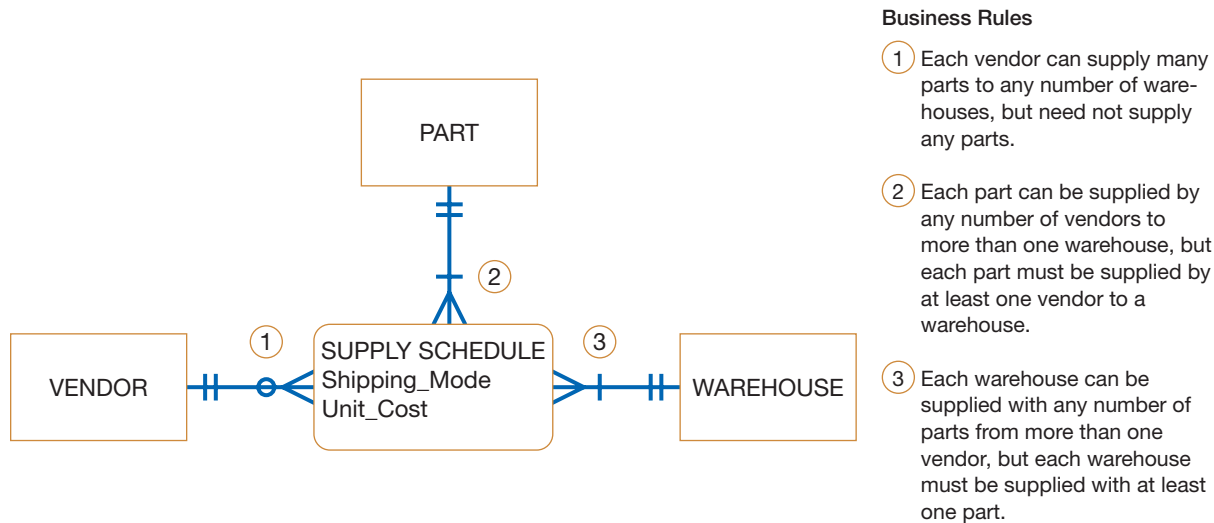 Business Rules
1 Each vendor can supply many
parts to any number of ware-
houses, but need not supply
any parts.
PART
2 Each part can be supplied by
any number of vendors to
more than one warehouse, but
each part must be supplied by
at least one vendor to a
warehouse.
2
1
3
VENDOR
SUPPLY SCHEDULE
Shipping_Mode
Unit_Cost
WAREHOUSE
3 Each warehouse can be
supplied with any number of
parts from more than one
vendor, but each warehouse
must be supplied with at least
one part.